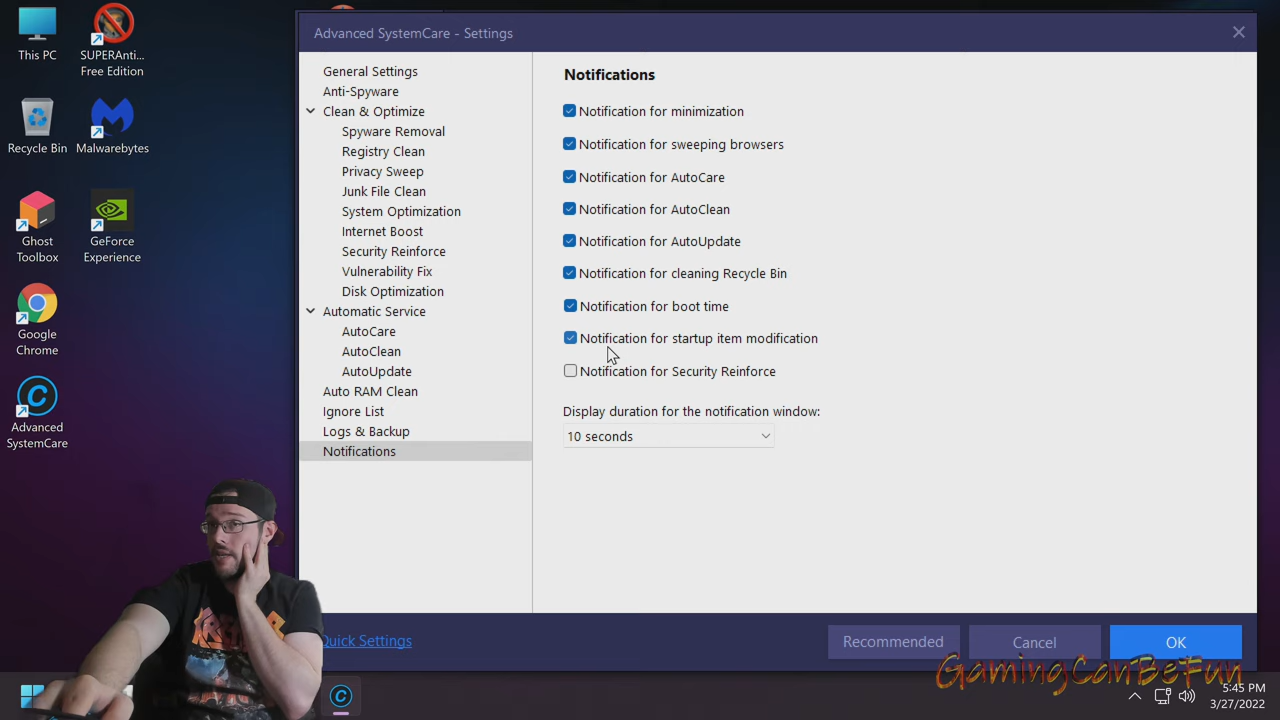 Advanced SystemCare - Settings
This PC
SUPERAnti...
Free Edition
Recycle Bin
Malwarebytes
Ghost
Toolbox
GeForce
Experience
Google
Chrome
Advanced
SystemCare
General Settings
Anti-Spyware
Clean & Optimize
Spyware Removal
Registry Clean
Privacy Sweep
Junk File Clean
System Optimization
Internet Boost
Security Reinforce
Vulnerability Fix
Disk Optimization
Automatic Service
AutoCare
AutoClean
AutoUpdate
Auto RAM Clean
Ignore List
Logs & Backup
Notifications
Notifications
Notification for minimization
Notification for sweeping browsers
Notification for AutoCare
Notification for AutoClean
Notification for AutoUpdate
Notification for cleaning Recycle Bin
Notification for boot time
Notification for startup item modification
Notification for Security Reinforce
Display duration for the notification window:
10 seconds
Quick Settings
Recommended
Cancel
OK
GamingCanBeFun
5:45 PM
3/27/2022